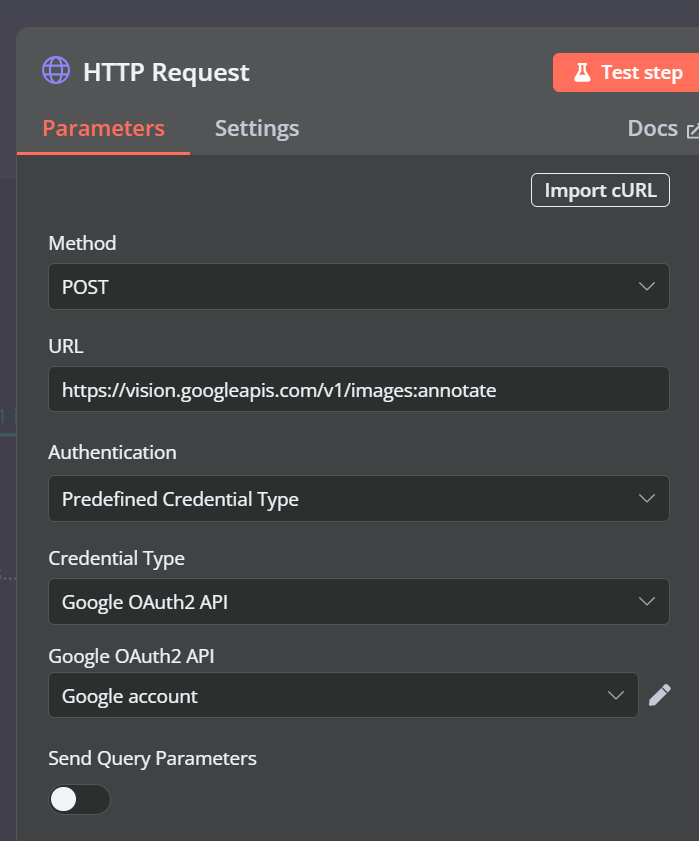 HTTP Request
Test step
Parameters
Settings
Docs
Import cURL
Method
POST
URL
https://vision.googleapis.com/v1/images:annotate
Authentication
Predefined Credential Type
Credential Type
Google OAuth2 API
Google OAuth2 API
Google account
Send Query Parameters